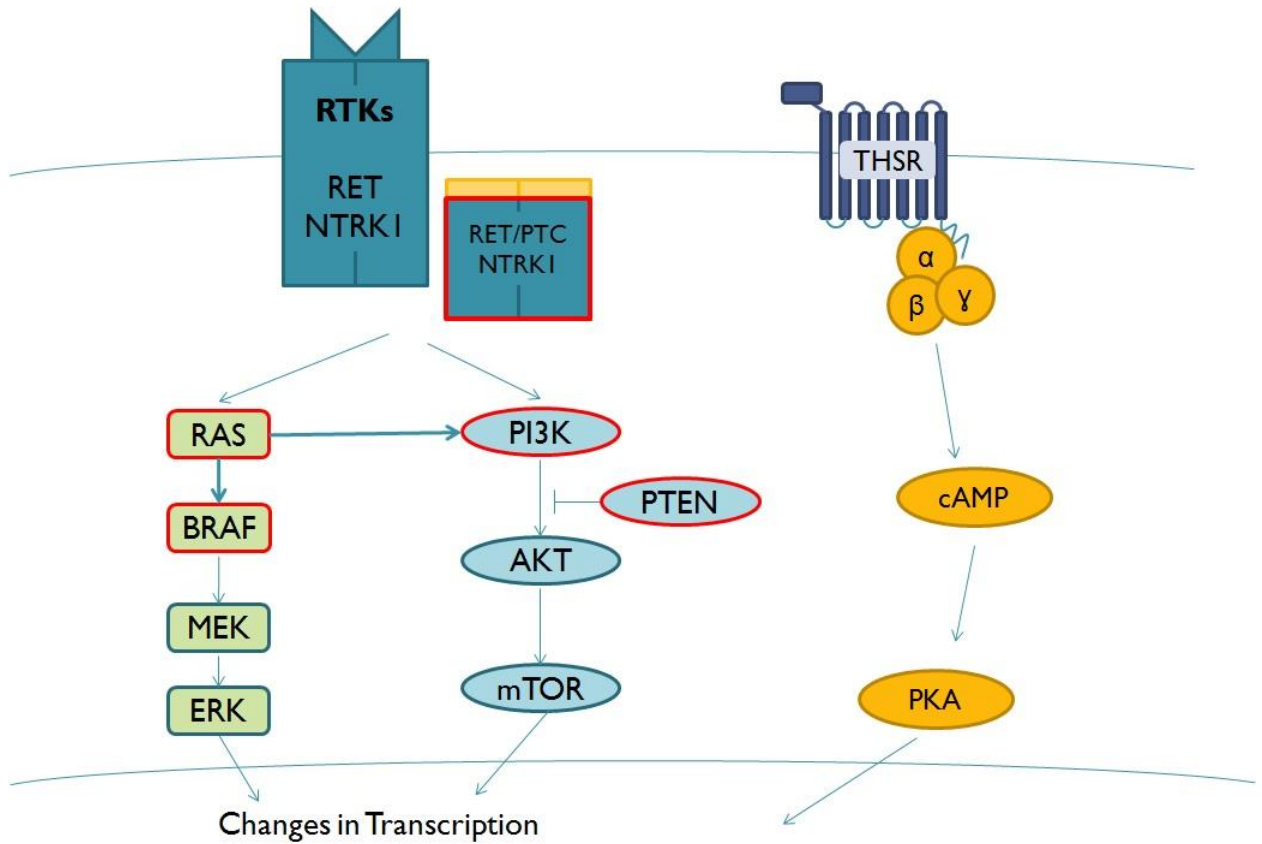 RTKs
RET
NTRK1
RET/PTC
NTRK1
THSR
α
β
ɣ
RAS
PI3K
PTEN
cAMP
BRAF
AKT
MEK
mTOR
ERK
PKA
Changes in Transcription